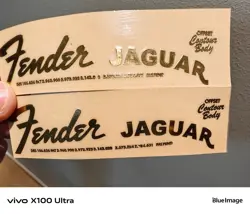 Fender JAGUAR
OFFSET
Contour
Body
Fender JAGUAR
OFFSET
Contour
Body
vivo X100 Ultra
BlueImage